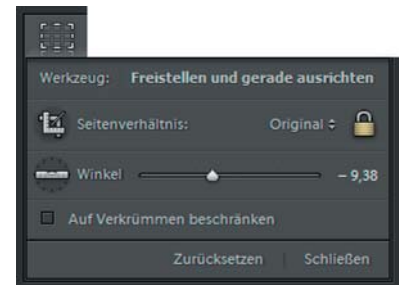 Werkzeug: Freistellen und gerade ausrichten
Seitenverhältnis: Original
Winkel – 9,38
Auf Verkrümmen beschränken
Zurücksetzen Schließen